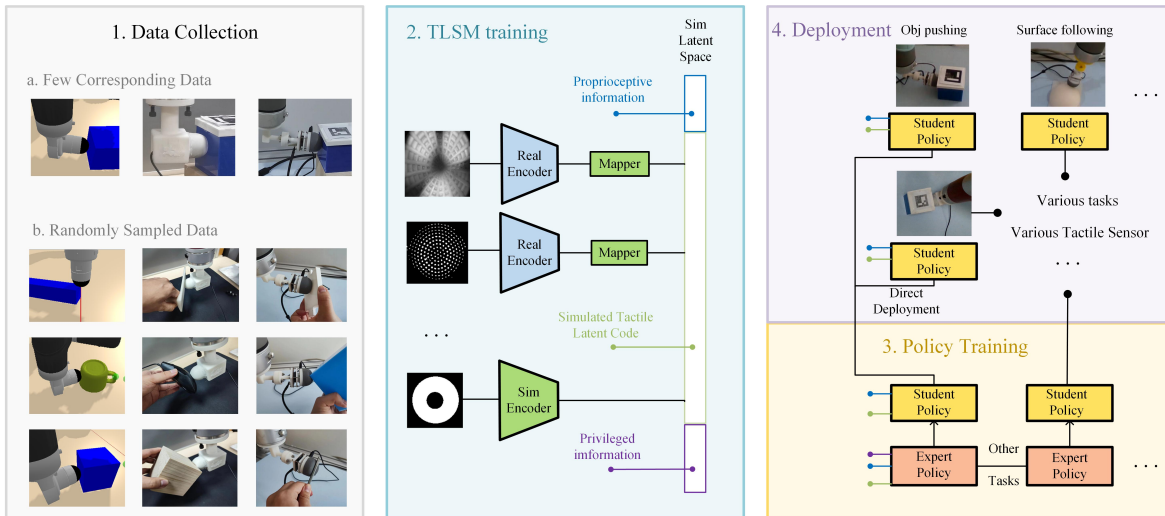 1. Data Collection
a. Few Corresponding Data
b. Randomly Sampled Data
2. TLSM training
Sim
Latent
Space
Proprioceptive
information
Real
Encoder
Mapper
Real
Encoder
Mapper
. . .
Simulated Tactile
Latent Code
Sim
Encoder
Privileged
imformation
4. Deployment
Obj pushing
Surface following
. . .
Student
Policy
Student
Policy
Various tasks
Various Tactile Sensor
. . .
Student
Policy
Direct
Deployment
3. Policy Training
Student
Policy
Student
Policy
Expert
Policy
Other
Tasks
Expert
Policy
. . .